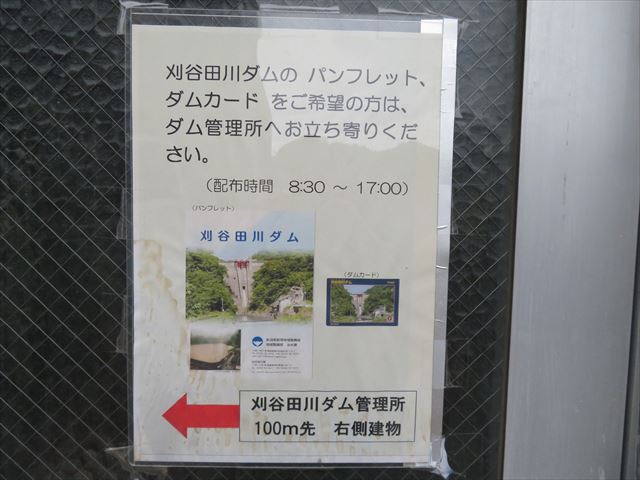 刈谷田川ダムの パンフレット、
ダムカード をご希望の方は、
ダム管理所へお立ち寄りくだ
さい。
（配布時間　8:30 ～ 17:00）
（パンフレット）
刈谷田川ダム
（ダムカード）
刈谷田川ダム管理所
100m先　右側建物